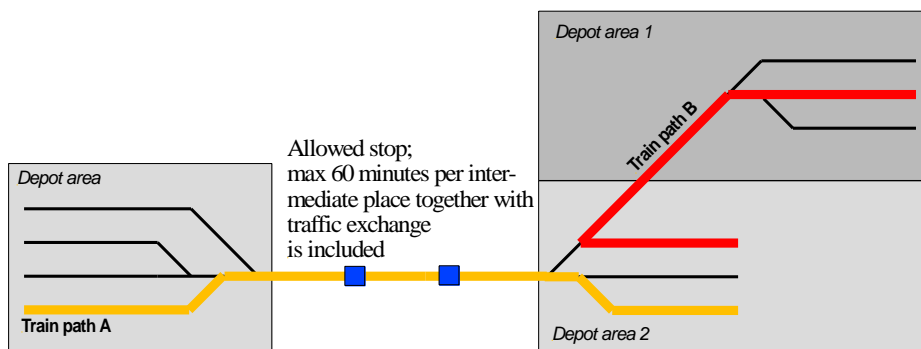 Depot area 1
Train path B
Allowed stop;
max 60 minutes per inter-
mediate place together with
traffic exchange
is included
Depot area
Train path A
Depot area 2